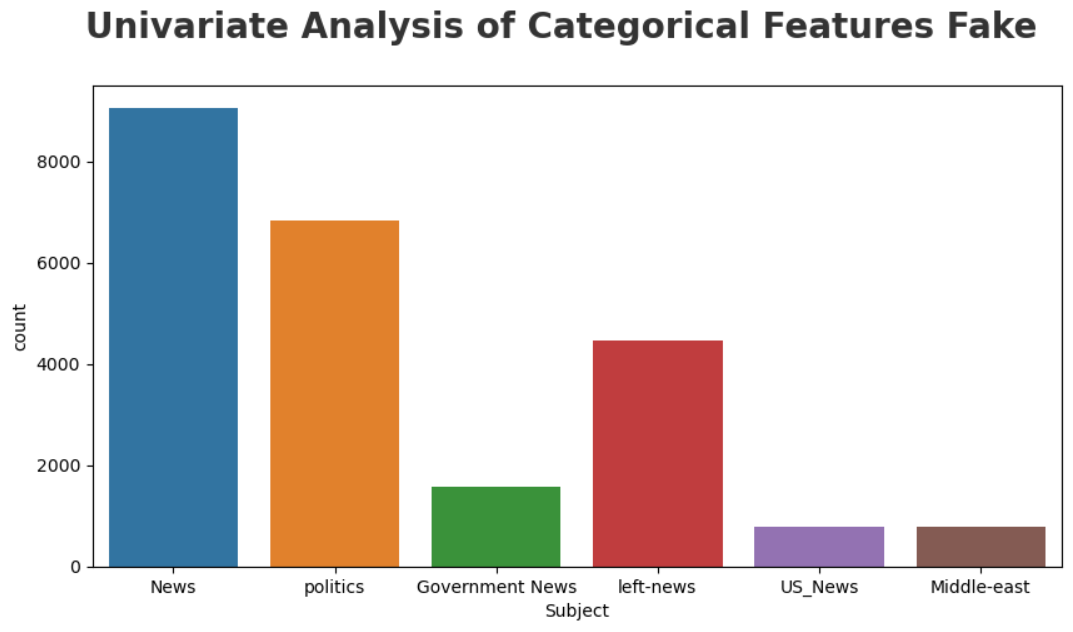 Univariate Analysis of Categorical Features Fake
count
8000
6000
4000
2000
0
News politics Government News left-news US_News Middle-east
Subject